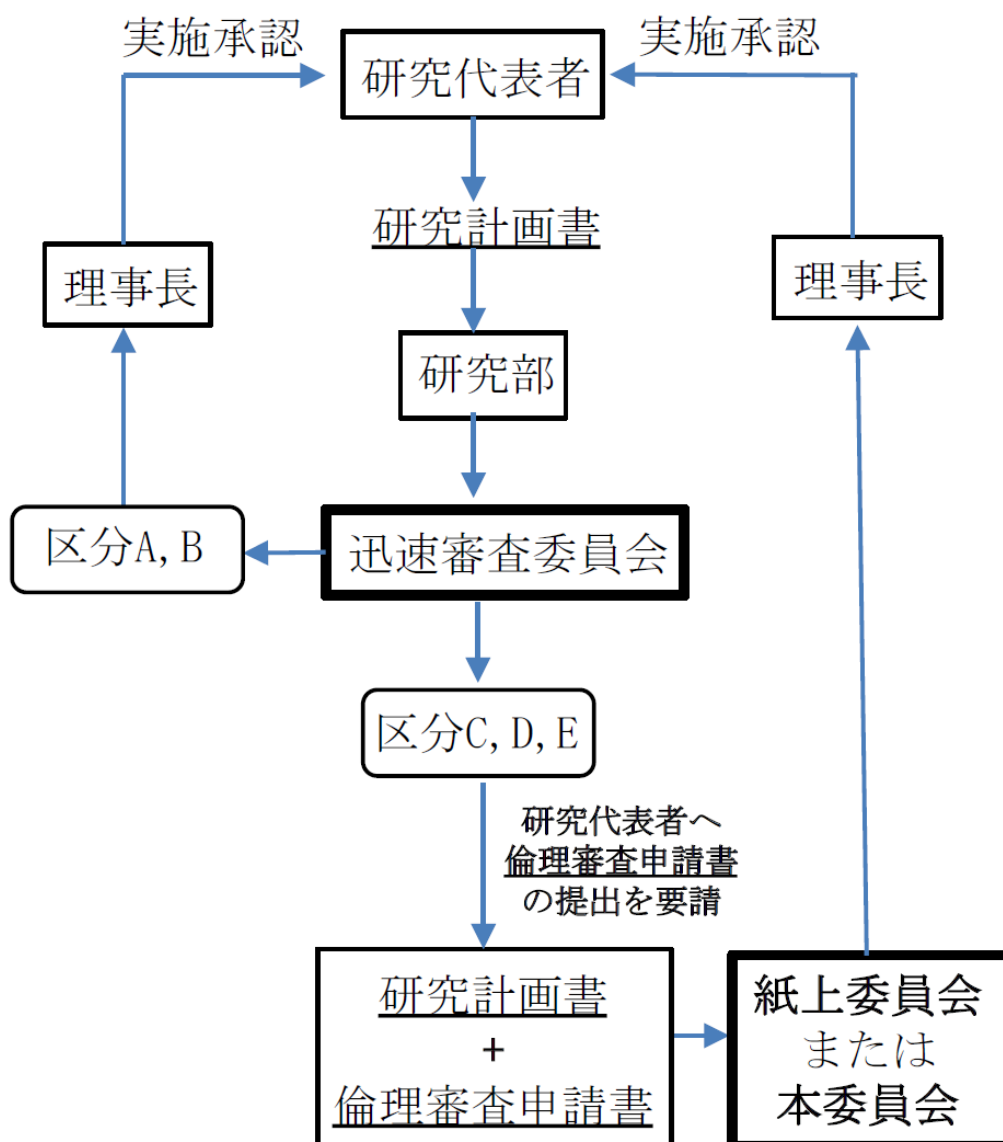 実施承認
実施承認
研究代表者
研究計画書
理事長
理事長
研究部
区分A,B
迅速審査委員会
区分C,D,E
研究代表者へ
倫理審査申請書
の提出を要請
研究計画書
+
倫理審査申請書
紙上委員会
または
本委員会